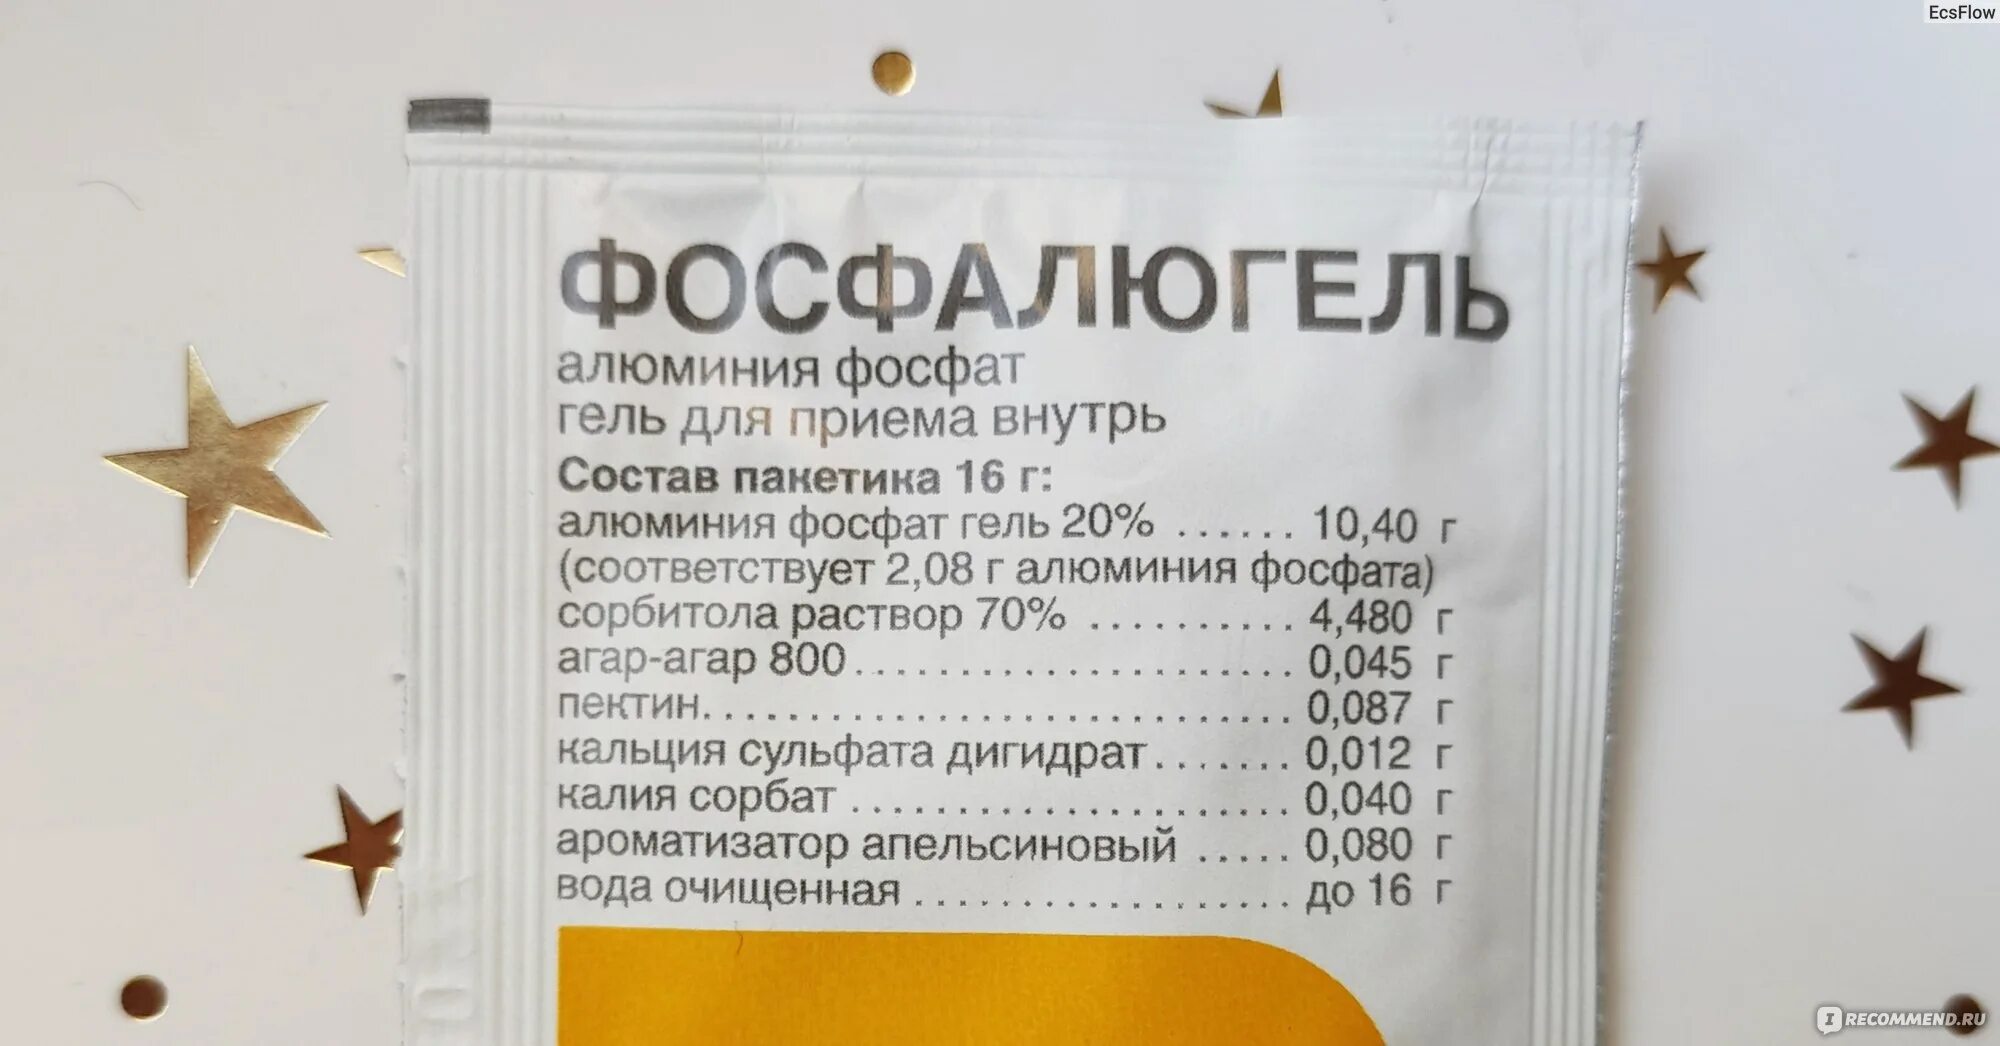 EcsFlow
ФОСФАЛЮГЕЛЬ
алюминия фосфат
гель для приема внутрь
Состав пакетика 16 г:
алюминия фосфат гель 20% ...... 10,40 г
(соответствует 2,08 г алюминия фосфата)
сорбитола раствор 70% .......... 4,480 г
агар-агар 800 ..................... 0,045 г
пектин............................ 0,087 г
кальция сульфата дигидрат....... 0,012 г
калия сорбат ..................... 0,040 г
ароматизатор апельсиновый ..... 0,080 г
вода очищенная .................. до 16 г
I RECOMMEND.RU